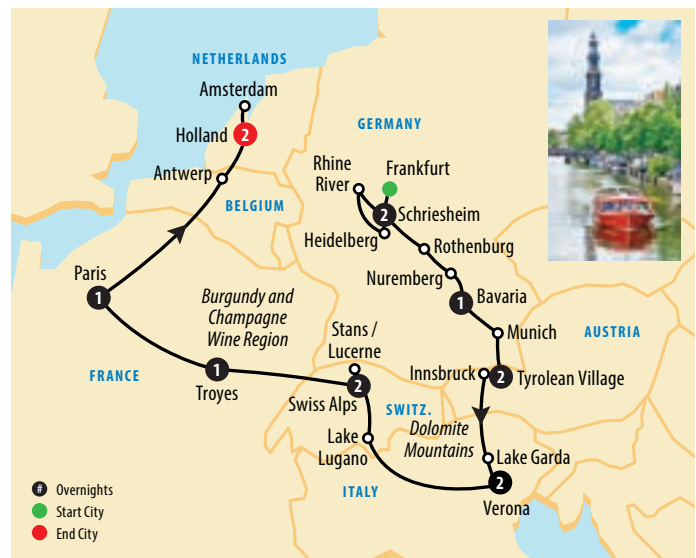 NETHERLANDS
Amsterdam
Holland
2
Antwerp
BELGIUM
GERMANY
Rhine
River
Frankfurt
2
Schriesheim
Heidelberg
Rothenburg
Nuremberg
1
Bavaria
Munich
AUSTRIA
Innsbruck
2
Tyrolean Village
Paris
1
Burgundy and
Champagne
Wine Region
FRANCE
1
Troyes
Stans /
Lucerne
2
Swiss Alps
SWITZ.
Lake
Lugano
Dolomite
Mountains
Lake Garda
2
Verona
ITALY
# Overnights
Start City
End City